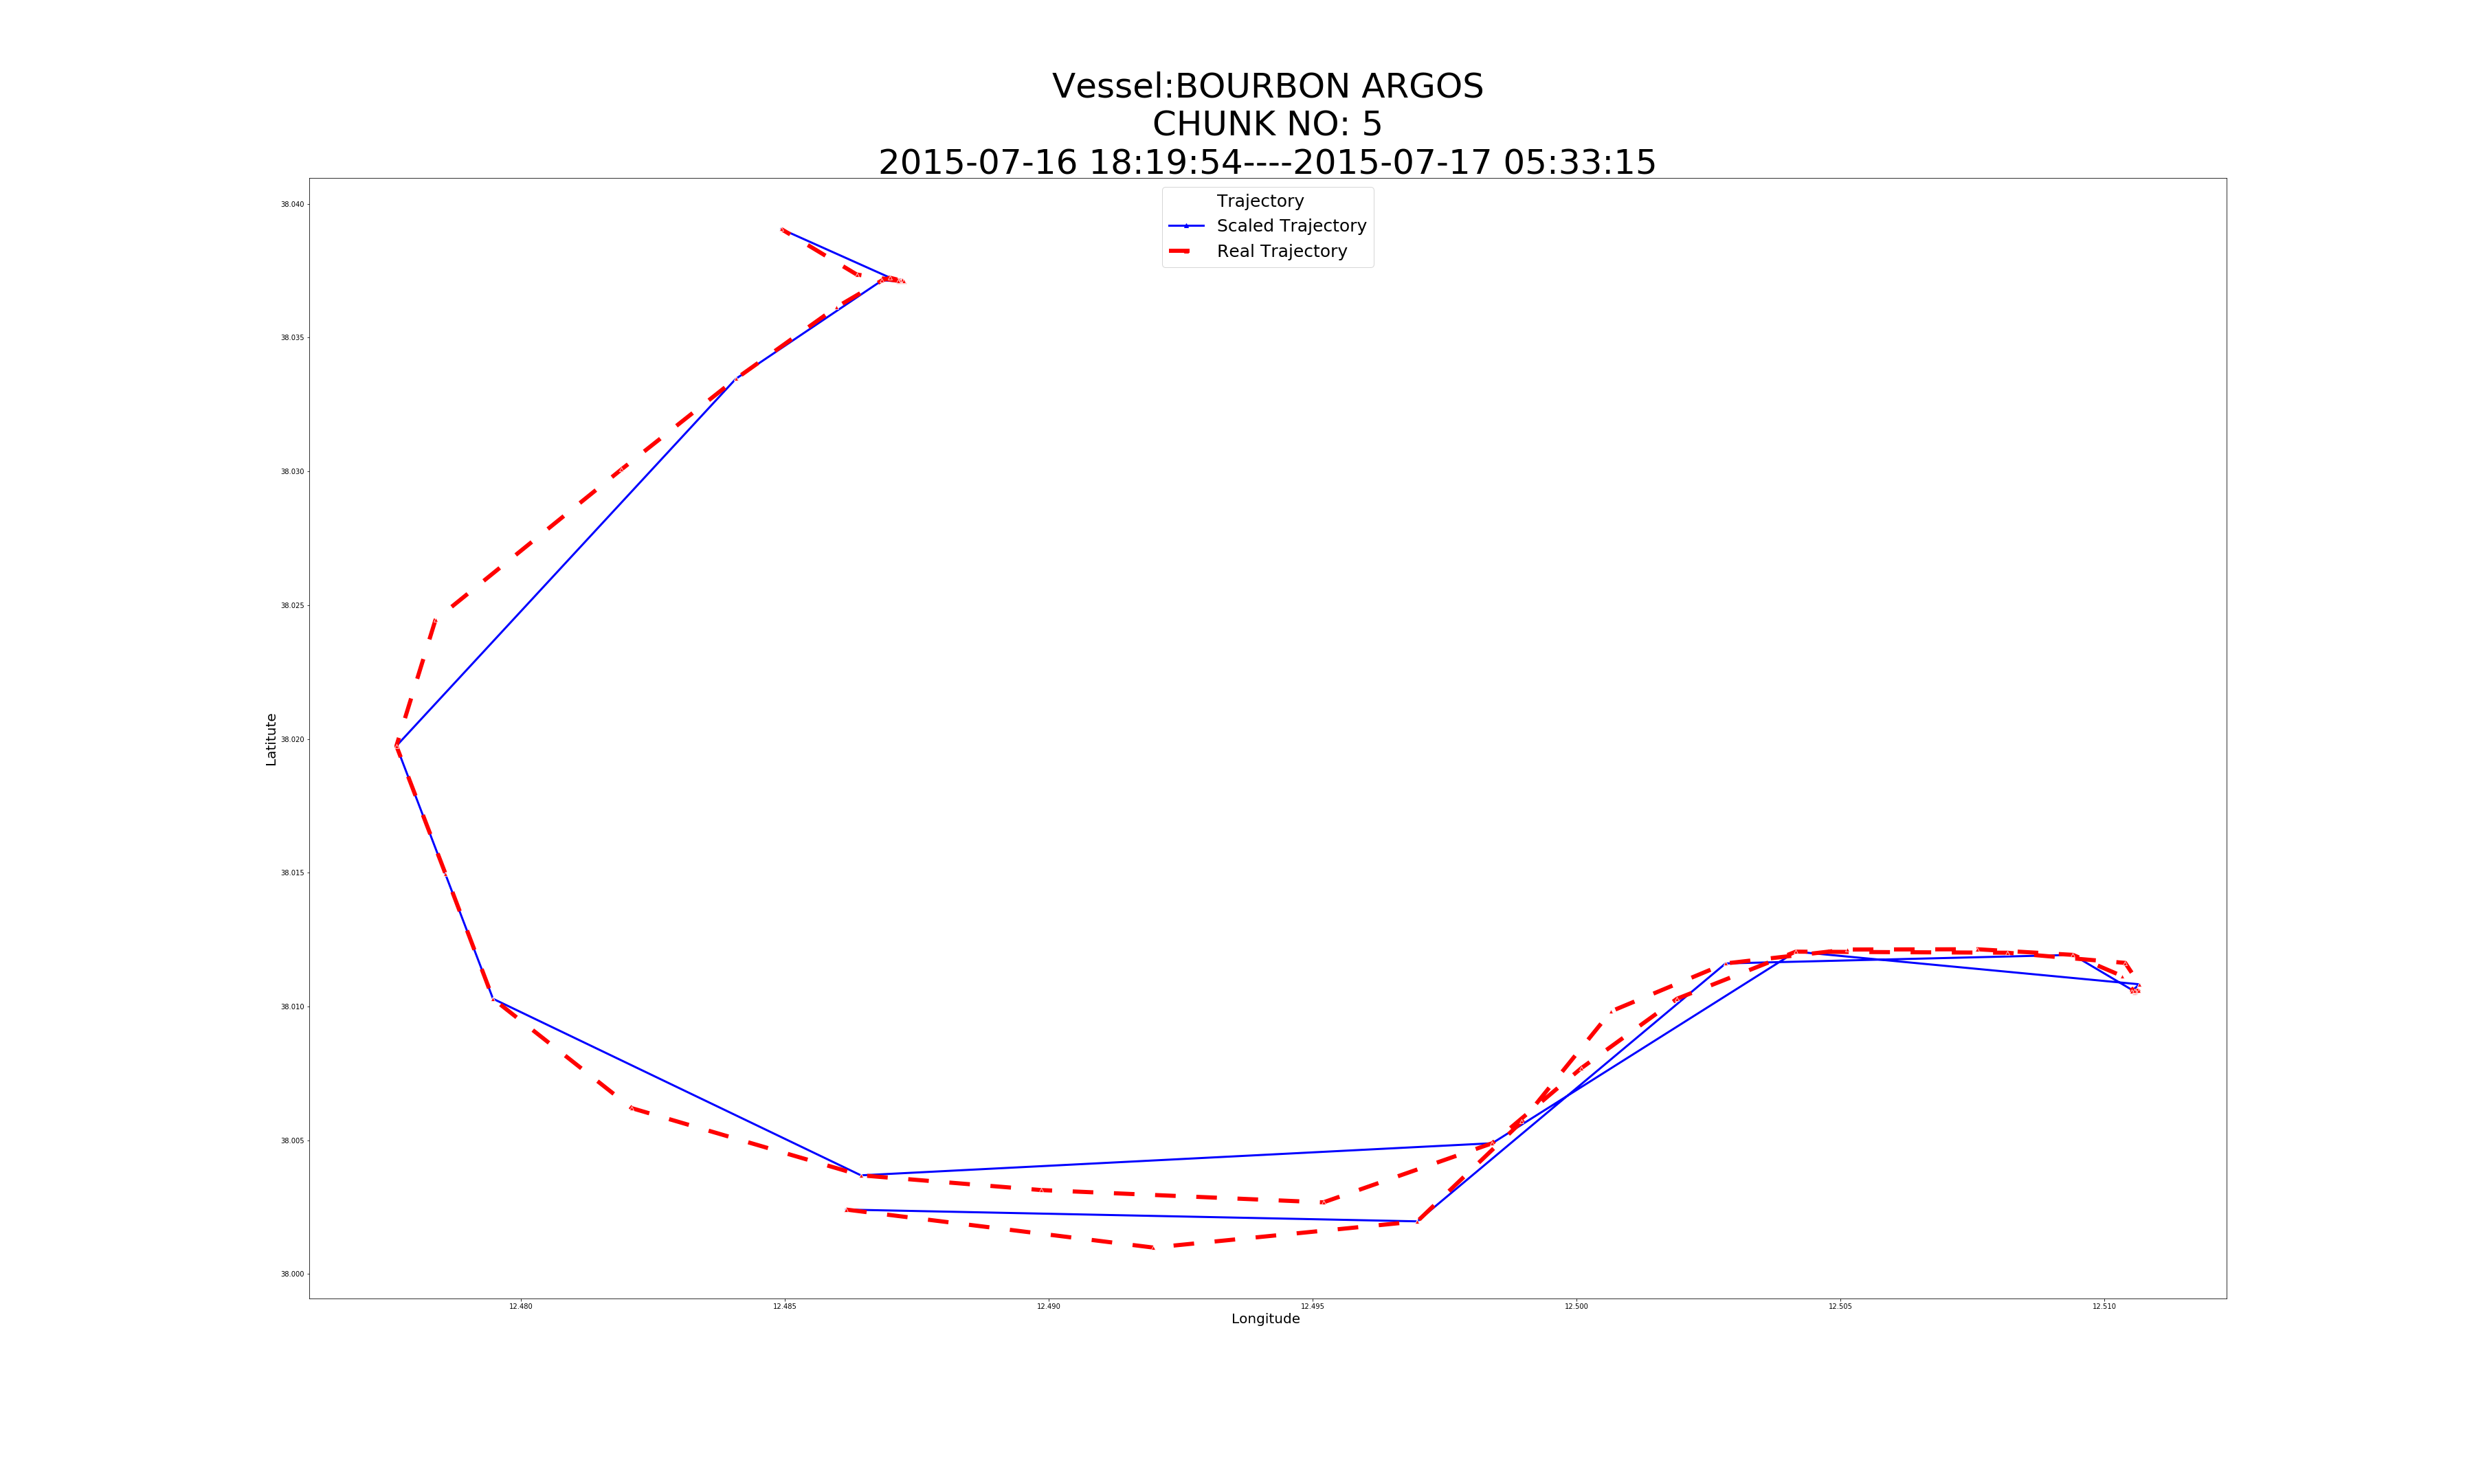 Vessel:BOURBON ARGOS
CHUNK NO: 5
2015-07-16 18:19:54----2015-07-17 05:33:15
Trajectory
Scaled Trajectory
Real Trajectory
38.040
38.035
38.030
38.025
38.020
38.015
38.010
38.005
38.000
Latitute
12.480 12.485 12.490 12.495 12.500 12.505 12.510
Longitude